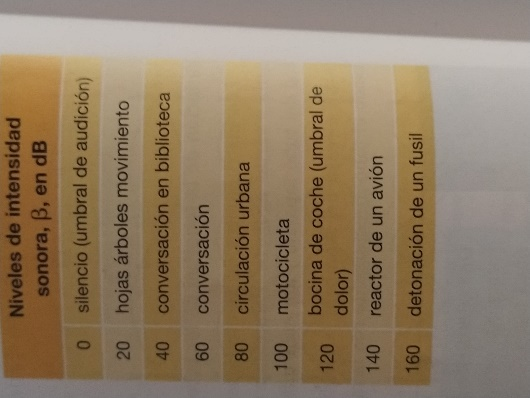 Niveles de intensidad
sonora, β, en dB
0 silencio (umbral de audición)
20 hojas árboles movimiento
40 conversación en biblioteca
60 conversación
80 circulación urbana
100 motocicleta
120 bocina de coche (umbral de
dolor)
140 reactor de un avión
160 detonación de un fusil